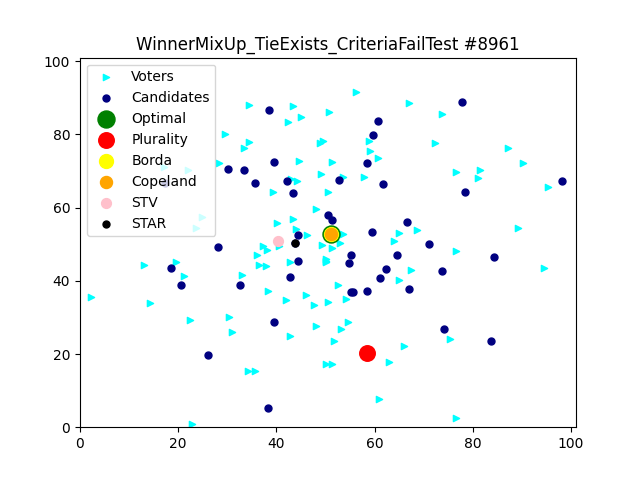 WinnerMixUp_TieExists_CriteriaFailTest #8961
100
80
60
40
20
0
Voters
Candidates
Optimal
Plurality
Borda
Copeland
STV
STAR
0 20 40 60 80 100